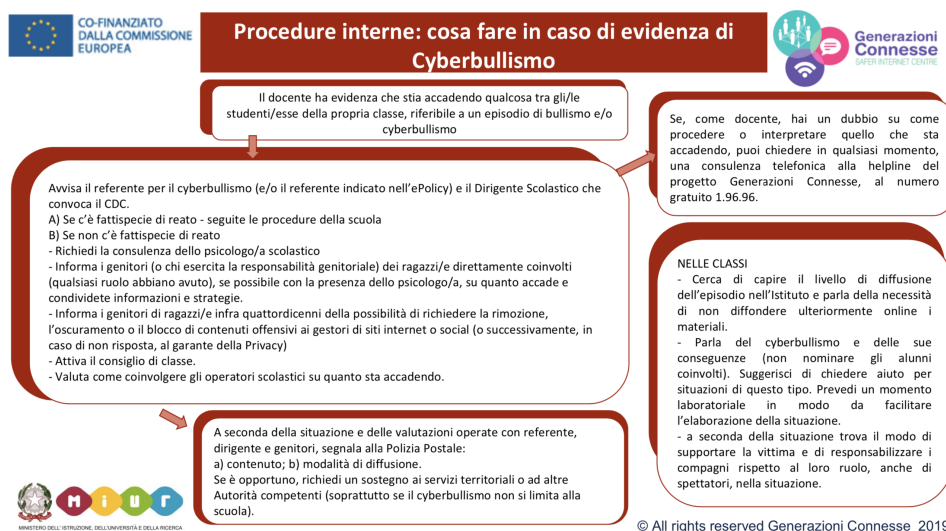 CO-FINANZIATO
DALLA COMMISSIONE
EUROPEA
Procedure interne: cosa fare in caso di evidenza di
Cyberbullismo
Generazioni
Connesse
SAFER INTERNET CENTRE
Il docente ha evidenza che stia accadendo qualcosa tra gli/le
studenti/esse della propria classe, riferibile a un episodio di bullismo e/o
cyberbullismo
Se, come docente, hai un dubbio su come
procedere o interpretare quello che sta
accadendo, puoi chiedere in qualsiasi momento,
una consulenza telefonica alla helpline del
progetto Generazioni Connesse, al numero
gratuito 1.96.96.
Avvisa il referente per il cyberbullismo (e/o il referente indicato nell'ePolicy) e il Dirigente Scolastico che
convoca il CDC.
A) Se c'è fattispecie di reato - seguite le procedure della scuola
B) Se non c'è fattispecie di reato
- Richiedi la consulenza dello psicologo/a scolastico
- Informa i genitori (o chi esercita la responsabilità genitoriale) dei ragazzi/e direttamente coinvolti
(qualsiasi ruolo abbiano avuto), se possibile con la presenza dello psicologo/a, su quanto accade e
condividete informazioni e strategie.
- Informa i genitori di ragazzi/e infra quattordicenni della possibilità di richiedere la rimozione,
l'oscuramento o il blocco di contenuti offensivi ai gestori di siti internet o social (o successivamente, in
caso di non risposta, al garante della Privacy)
- Attiva il consiglio di classe.
- Valuta come coinvolgere gli operatori scolastici su quanto sta accadendo.
NELLE CLASSI
- Cerca di capire il livello di diffusione
dell'episodio nell'Istituto e parla della necessità
di non diffondere ulteriormente online i
materiali.
- Parla del cyberbullismo e delle sue
conseguenze (non nominare gli alunni
coinvolti). Suggerisci di chiedere aiuto per
situazioni di questo tipo. Prevedi un momento
laboratoriale in modo da facilitare
l'elaborazione della situazione.
- a seconda della situazione trova il modo di
supportare la vittima e di responsabilizzare i
compagni rispetto al loro ruolo, anche di
spettatori, nella situazione.
A seconda della situazione e delle valutazioni operate con referente,
dirigente e genitori, segnala alla Polizia Postale:
a) contenuto; b) modalità di diffusione.
Se è opportuno, richiedi un sostegno ai servizi territoriali o ad altre
Autorità competenti (soprattutto se il cyberbullismo non si limita alla
scuola).
miur
MINISTERO DELL' ISTRUZIONE, DELL'UNIVERSITÀ E DELLA RICERCA
© All rights reserved Generazioni Connesse 2019